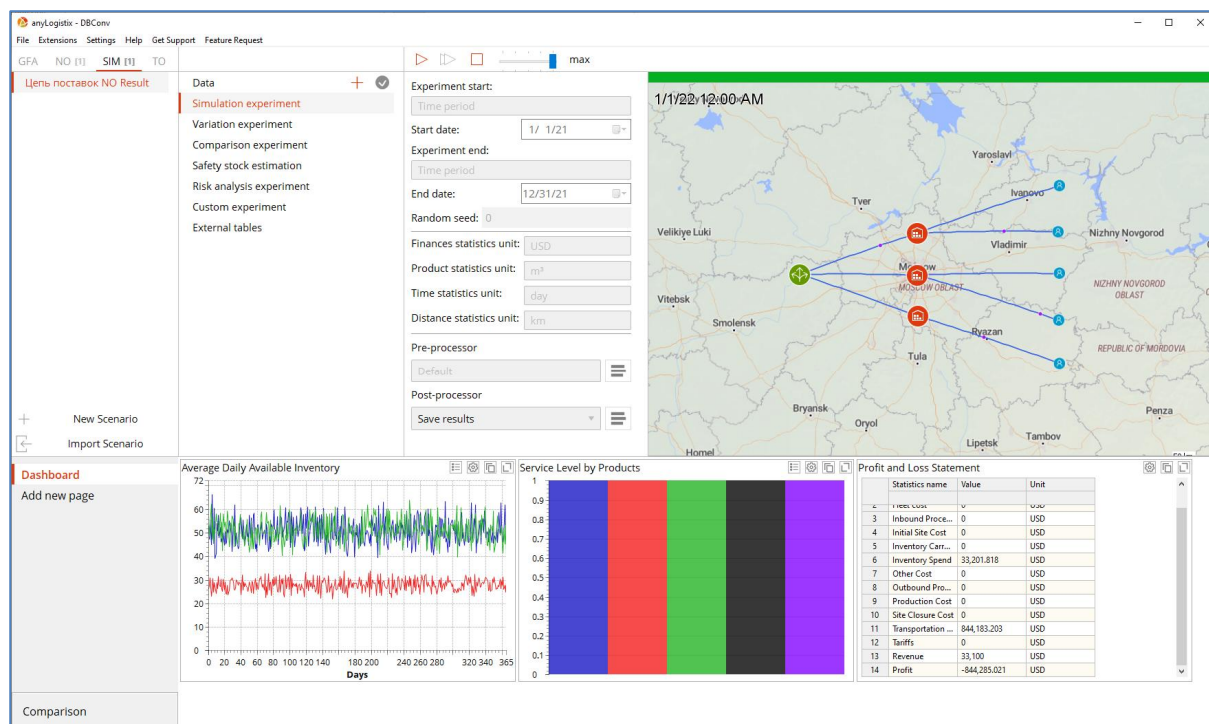 anyLogistix - DBConv
File Extensions Settings Help Get Support Feature Request
GFA NO [1] SIM [1] TO
max
Цепь поставок NO Result
Data
Simulation experiment
Variation experiment
Comparison experiment
Safety stock estimation
Risk analysis experiment
Custom experiment
External tables
New Scenario
Import Scenario
Experiment start:
Time period
Start date: 1/ 1/21
Experiment end:
Time period
End date: 12/31/21
Random seed: 0
Finances statistics unit: USD
Product statistics unit: m³
Time statistics unit: day
Distance statistics unit: km
Pre-processor
Default
Post-processor
Save results
1/1/22 12:00 AM
Yaroslavl
Ivanovo
Tver
Velikiye Luki
Nizhny Novgorod
Vladimir
Moscow
MOSCOW OBLAST
NIZHNY NOVGOROD
OBLAST
Vitebsk
Smolensk
Ryazan
REPUBLIC OF MORDOVIA
Tula
Bryansk
Penza
Oryol
Tambov
Lipetsk
Homel
Dashboard
Add new page
Comparison
Average Daily Available Inventory
72
60
50
40
30
20
10
0
0 20 40 60 80 100 120 140 180 200 240 260 280 320 340 365
Days
Service Level by Products
1
0.9
0.8
0.7
0.6
0.5
0.4
0.3
0.2
0.1
0
Profit and Loss Statement
Statistics name Value Unit
2 Fleet cost 0 USD
3 Inbound Proce... 0 USD
4 Initial Site Cost 0 USD
5 Inventory Carr... 0 USD
6 Inventory Spend 33,201.818 USD
7 Other Cost 0 USD
8 Outbound Pro... 0 USD
9 Production Cost 0 USD
10 Site Closure Cost 0 USD
11 Transportation ... 844,183.203 USD
12 Tariffs 0 USD
13 Revenue 33,100 USD
14 Profit -844,285.021 USD